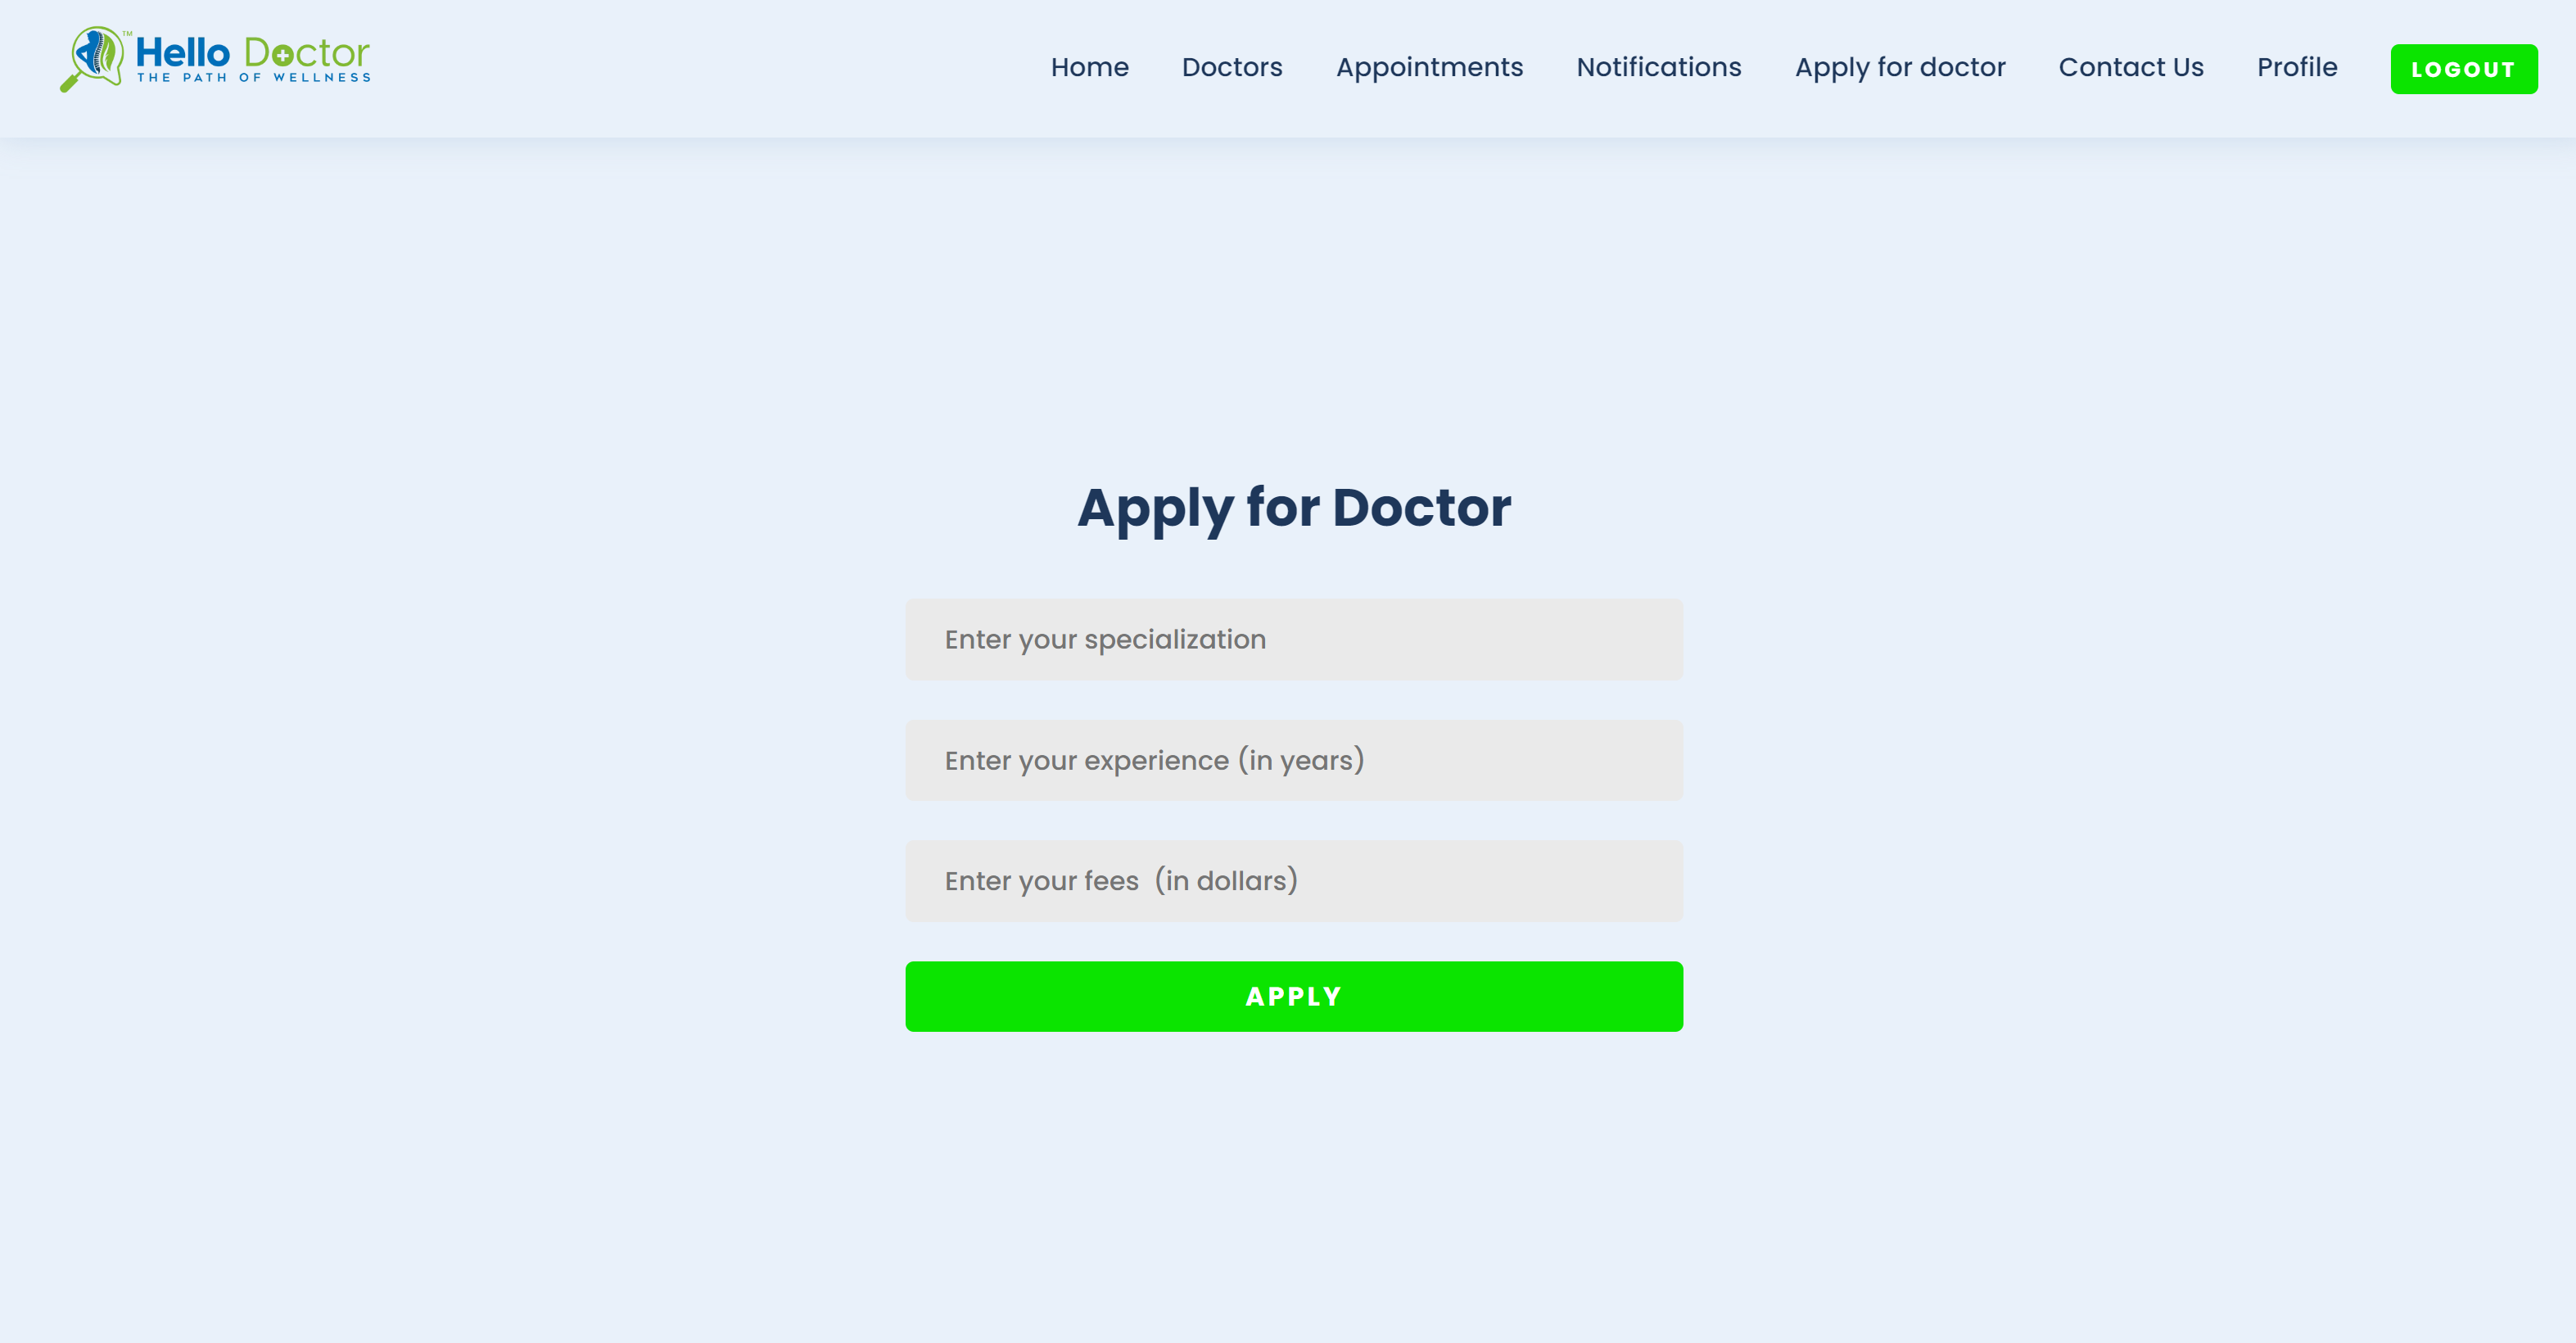 Hello Doctor™
THE PATH OF WELLNESS
Home Doctors Appointments Notifications Apply for doctor Contact Us Profile LOGOUT
Apply for Doctor
Enter your specialization
Enter your experience (in years)
Enter your fees  (in dollars)
APPLY